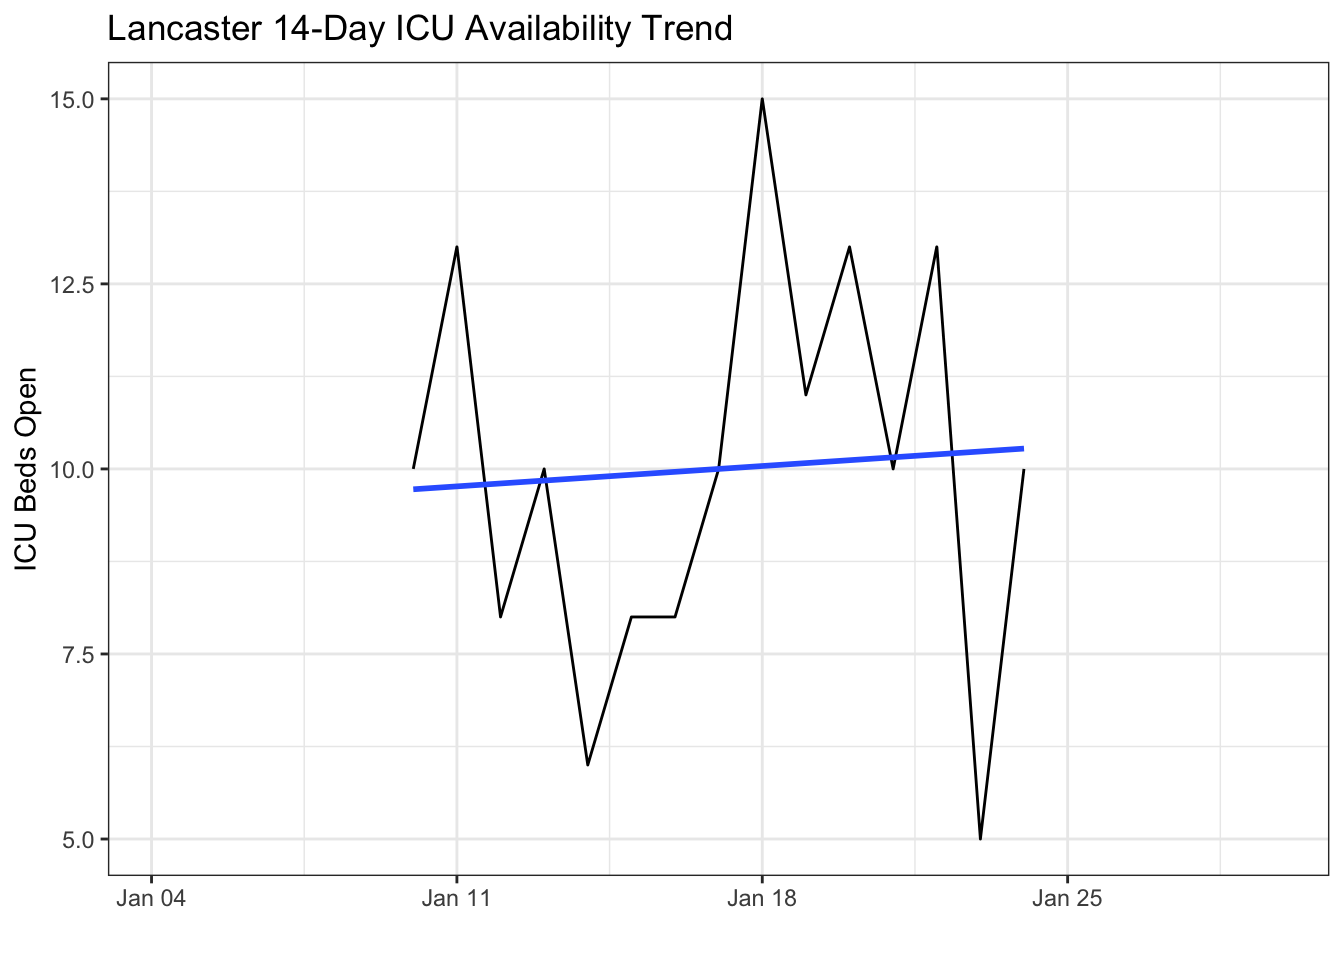 Lancaster 14-Day ICU Availability Trend
ICU Beds Open
15.0
12.5
10.0
7.5
5.0
Jan 04
Jan 11
Jan 18
Jan 25